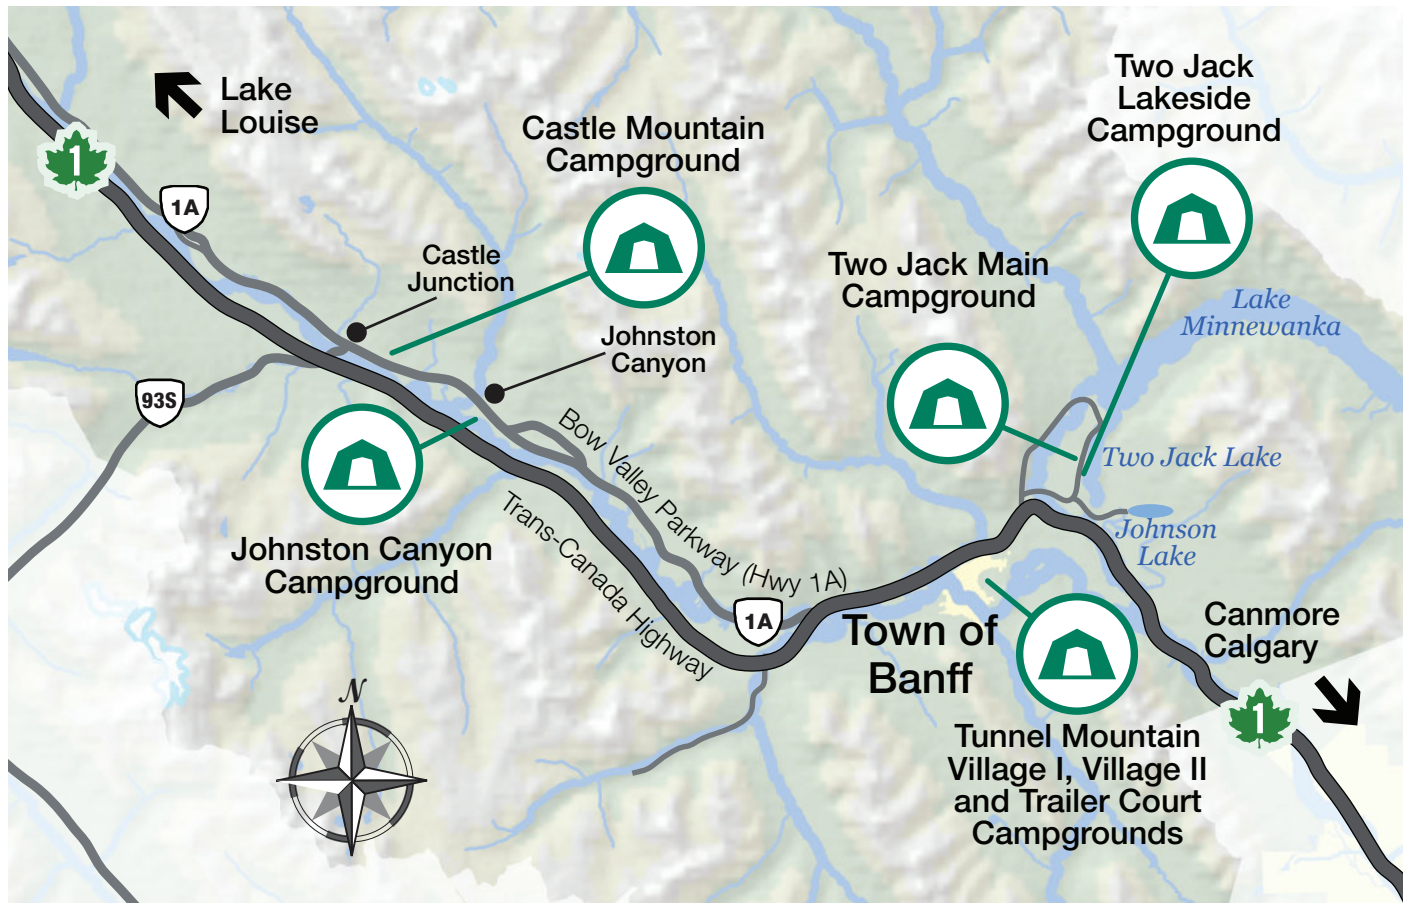 Lake
Louise
1
1A
Castle Mountain
Campground
Two Jack
Lakeside
Campground
Castle
Junction
Two Jack Main
Campground
Lake
Minnewanka
Johnston
Canyon
93S
Two Jack Lake
Johnson
Lake
Johnston Canyon
Campground
Bow Valley Parkway (Hwy 1A)
Trans-Canada Highway
1A
Town of
Banff
Canmore
Calgary
1
N
Tunnel Mountain
Village I, Village II
and Trailer Court
Campgrounds